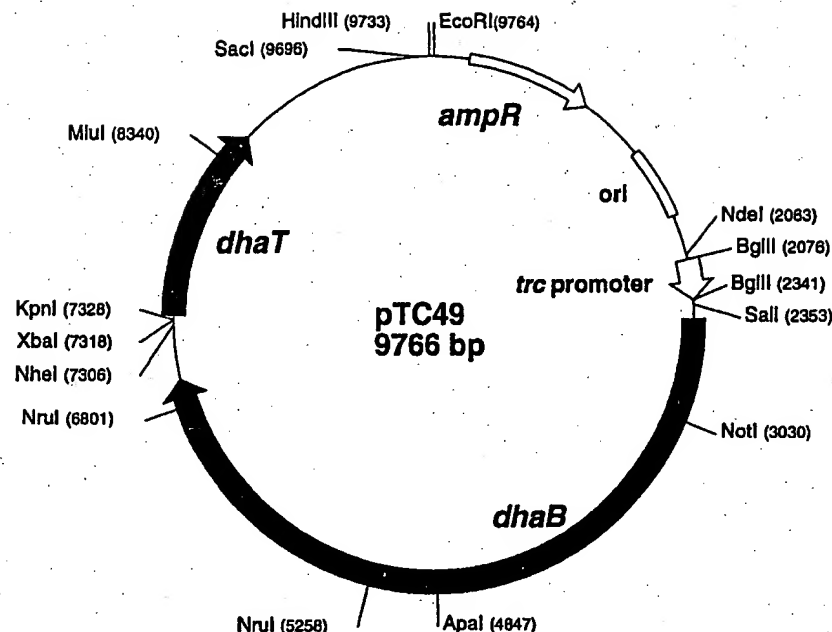 HindIII (9733)
EcoRI(9764)
SacI (9696)
ampR
MluI (8340)
ori
NdeI (2063)
BglII (2076)
dhaT
trc promoter
BglII (2341)
KpnI (7328)
SalI (2353)
pTC49
XbaI (7318)
9766 bp
NheI (7306)
NruI (6801)
NotI (3030)
dhaB
NruI (5258)
ApaI (4847)